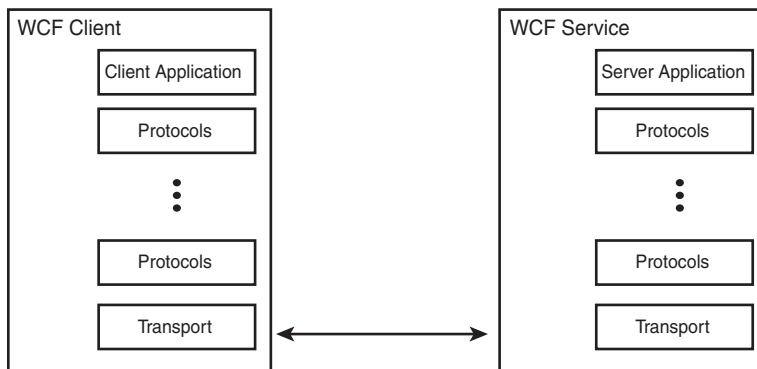 WCF Client
Client Application
Protocols
Protocols
Transport
WCF Service
Server Application
Protocols
Protocols
Transport